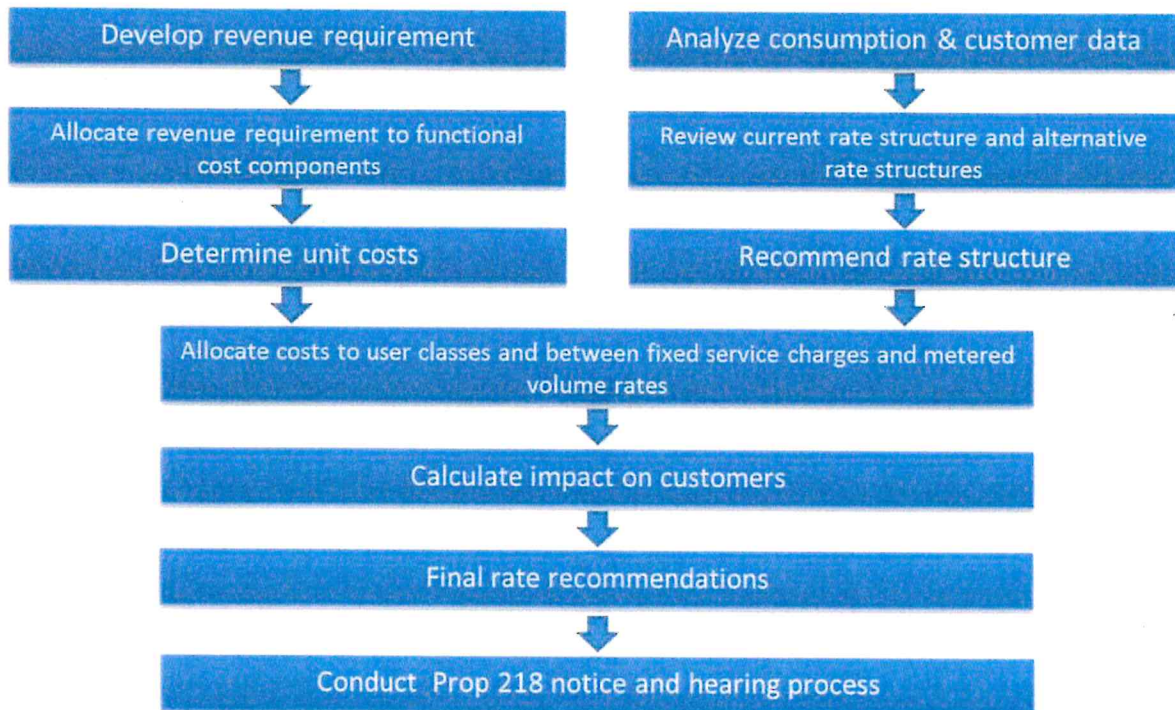 Develop revenue requirement
Analyze consumption & customer data
Allocate revenue requirement to functional
cost components
Review current rate structure and alternative
rate structures
Determine unit costs
Recommend rate structure
Allocate costs to user classes and between fixed service charges and metered
volume rates
Calculate impact on customers
Final rate recommendations
Conduct Prop 218 notice and hearing process